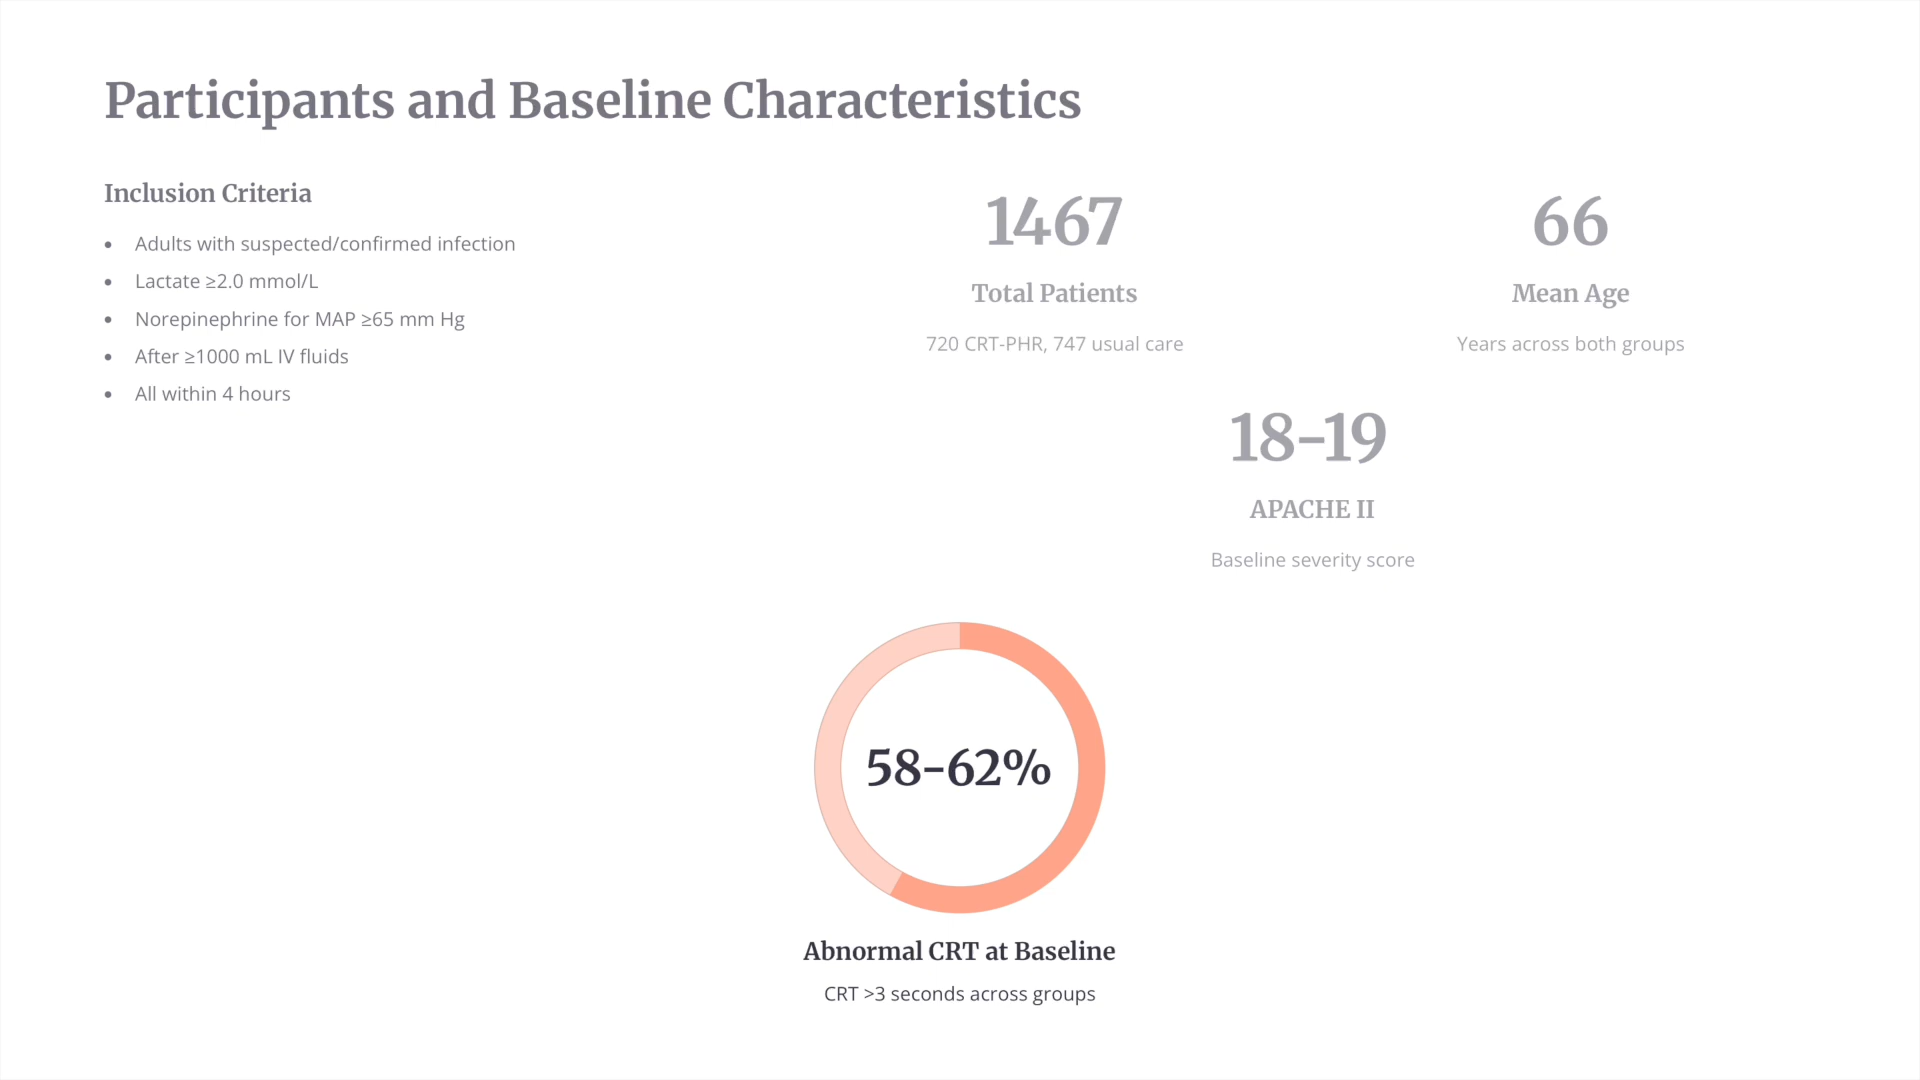 Participants and Baseline Characteristics
Inclusion Criteria
• Adults with suspected/confirmed infection
• Lactate ≥2.0 mmol/L
• Norepinephrine for MAP ≥65 mm Hg
• After ≥1000 mL IV fluids
• All within 4 hours
1467
Total Patients
720 CRT-PHR, 747 usual care
66
Mean Age
Years across both groups
18-19
APACHE II
Baseline severity score
58-62%
Abnormal CRT at Baseline
CRT >3 seconds across groups